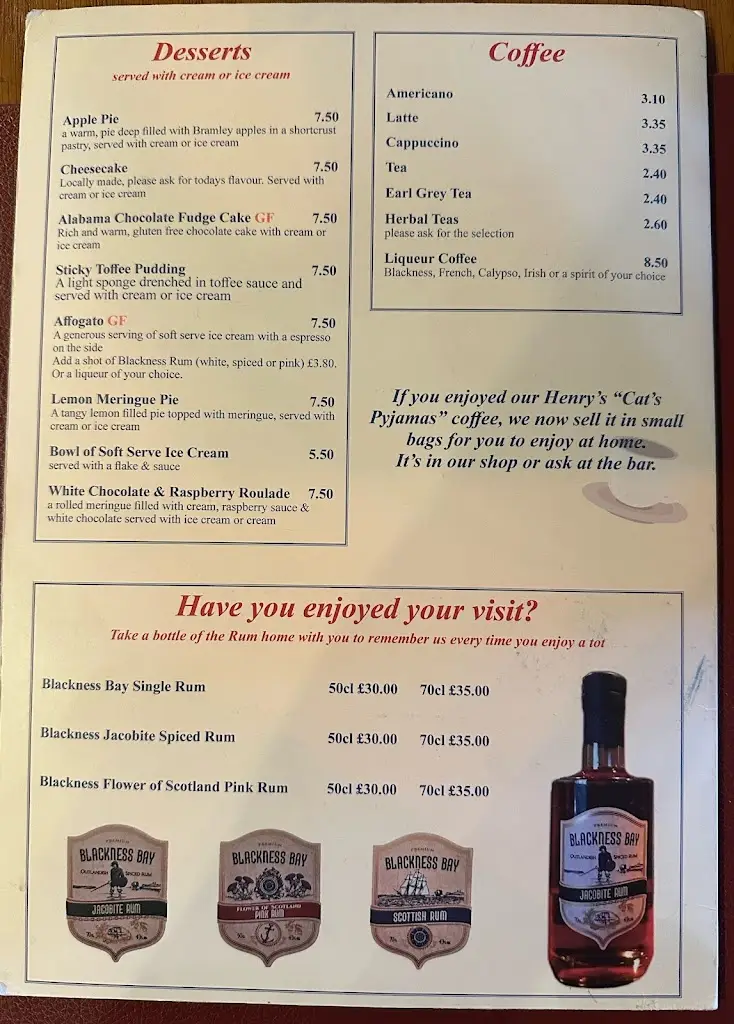 Desserts
served with cream or ice cream
Apple Pie 7.50
a warm, pie deep filled with Bramley apples in a shortcrust
pastry, served with cream or ice cream
Cheesecake 7.50
Locally made, please ask for todays flavour. Served with
cream or ice cream
Alabama Chocolate Fudge Cake GF 7.50
Rich and warm, gluten free chocolate cake with cream or
ice cream
Sticky Toffee Pudding 7.50
A light sponge drenched in toffee sauce and
served with cream or ice cream
Affogato GF 7.50
A generous serving of soft serve ice cream with a espresso
on the side
Add a shot of Blackness Rum (white, spiced or pink) £3.80.
Or a liqueur of your choice.
Lemon Meringue Pie 7.50
A tangy lemon filled pie topped with meringue, served with
cream or ice cream
Bowl of Soft Serve Ice Cream 5.50
served with a flake & sauce
White Chocolate & Raspberry Roulade 7.50
a rolled meringue filled with cream, raspberry sauce &
white chocolate served with ice cream or cream
Coffee
Americano 3.10
Latte 3.35
Cappuccino 3.35
Tea 2.40
Earl Grey Tea 2.40
Herbal Teas 2.60
please ask for the selection
Liqueur Coffee 8.50
Blackness, French, Calypso, Irish or a spirit of your choice
If you enjoyed our Henry's “Cat's
Pyjamas” coffee, we now sell it in small
bags for you to enjoy at home.
It's in our shop or ask at the bar.
Have you enjoyed your visit?
Take a bottle of the Rum home with you to remember us every time you enjoy a tot
Blackness Bay Single Rum 50cl £30.00 70cl £35.00
Blackness Jacobite Spiced Rum 50cl £30.00 70cl £35.00
Blackness Flower of Scotland Pink Rum 50cl £30.00 70cl £35.00
PREMIUM
BLACKNESS BAY
OUTLANDISH SPICED RUM
JACOBITE RUM
PREMIUM
BLACKNESS BAY
FLOWER OF SCOTLAND
PINK RUM
PREMIUM
BLACKNESS BAY
SCOTTISH RUM
PREMIUM
BLACKNESS BAY
OUTLANDISH SPICED RUM
JACOBITE RUM